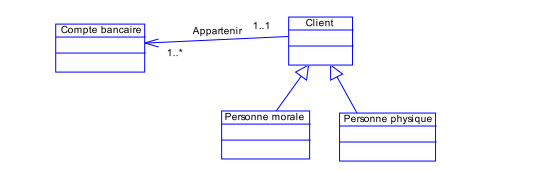 Compte bancaire
Appartenir
1..1
Client
1..*
Personne morale
Personne physique